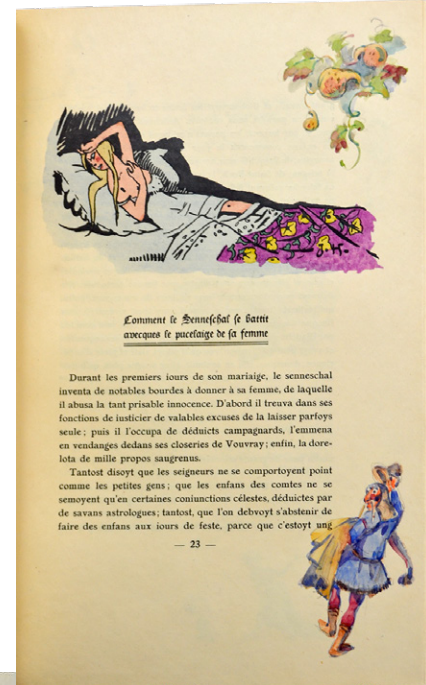 Comment le Senneschal se battit
avecques le pucelaige de sa femme
Durant les premiers iours de son mariaige, le senneschal
inventa de notables bourdes à donner à sa femme, de laquelle
il abusa la tant prisable innocence. D'abord il treuva dans ses
fonctions de iusticier de valables excuses de la laisser parfoys
seule; puis il l'occupa de déduicts campagnards, l'emmena
en vendanges dedans ses closeries de Vouvray; enfin, la dore-
lota de mille propos saugrenus.
Tantost disoyt que les seigneurs ne se comportoyent point
comme les petites gens; que les enfans des comtes ne se
semoyent qu'en certaines coniunctions célestes, déduictes par
de savans astrologues; tantost, que l'on debvoyt s'abstenir de
faire des enfans aux iours de feste, parce que c'estoyt ung
— 23 —